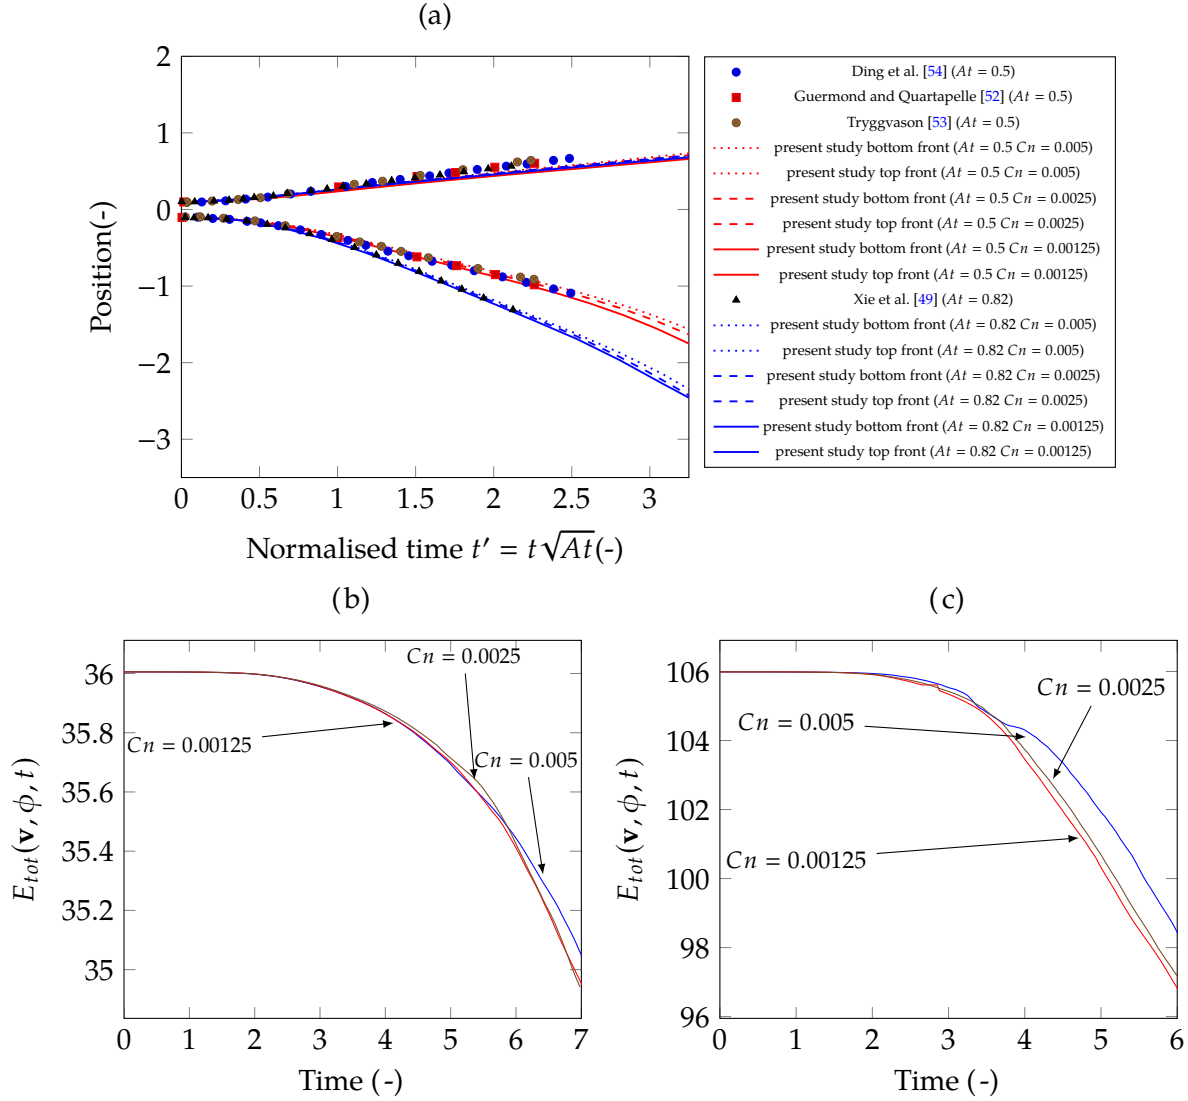 (a)
2
1
0
−1
−2
−3
Position(-)
0 0.5 1 1.5 2 2.5 3
Normalised time t′ = t√At(-)
Ding et al. [54] (At = 0.5)
Guermond and Quartapelle [52] (At = 0.5)
Tryggvason [53] (At = 0.5)
present study bottom front (At = 0.5 Cn = 0.005)
present study top front (At = 0.5 Cn = 0.005)
present study bottom front (At = 0.5 Cn = 0.0025)
present study top front (At = 0.5 Cn = 0.0025)
present study bottom front (At = 0.5 Cn = 0.00125)
present study top front (At = 0.5 Cn = 0.00125)
Xie et al. [49] (At = 0.82)
present study bottom front (At = 0.82 Cn = 0.005)
present study top front (At = 0.82 Cn = 0.005)
present study bottom front (At = 0.82 Cn = 0.0025)
present study top front (At = 0.82 Cn = 0.0025)
present study bottom front (At = 0.82 Cn = 0.00125)
present study top front (At = 0.82 Cn = 0.00125)
(b)
36
35.8
35.6
35.4
35.2
35
E_tot(v, ϕ, t)
Cn = 0.0025
Cn = 0.00125
Cn = 0.005
0 1 2 3 4 5 6 7
Time (-)
(c)
106
104
102
100
98
96
E_tot(v, ϕ, t)
Cn = 0.0025
Cn = 0.005
Cn = 0.00125
0 1 2 3 4 5 6
Time (-)